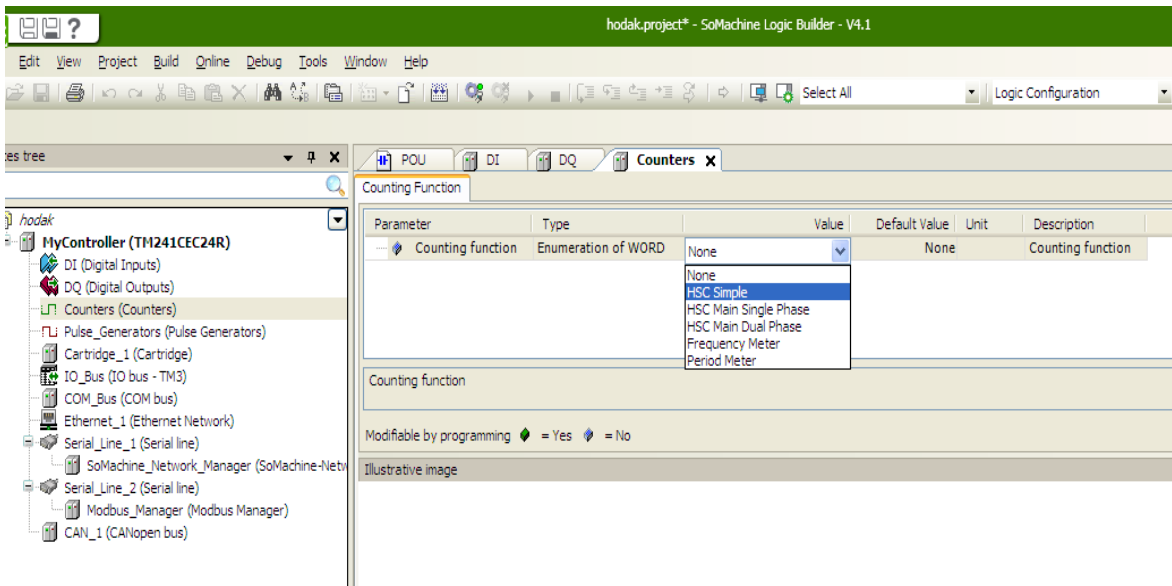 ?
hodak.project* - SoMachine Logic Builder - V4.1
Edit View Project Build Online Debug Tools Window Help
Select All Logic Configuration
ces tree
POU DI DQ Counters X
Counting Function
hodak
MyController (TM241CEC24R)
DI (Digital Inputs)
DQ (Digital Outputs)
Counters (Counters)
Pulse_Generators (Pulse Generators)
Cartridge_1 (Cartridge)
IO_Bus (IO bus - TM3)
COM_Bus (COM bus)
Ethernet_1 (Ethernet Network)
Serial_Line_1 (Serial line)
SoMachine_Network_Manager (SoMachine-Netw
Serial_Line_2 (Serial line)
Modbus_Manager (Modbus Manager)
CAN_1 (CANopen bus)
Parameter Type Value Default Value Unit Description
Counting function Enumeration of WORD None None Counting function
None
HSC Simple
HSC Main Single Phase
HSC Main Dual Phase
Frequency Meter
Period Meter
Counting function
Modifiable by programming = Yes = No
Illustrative image